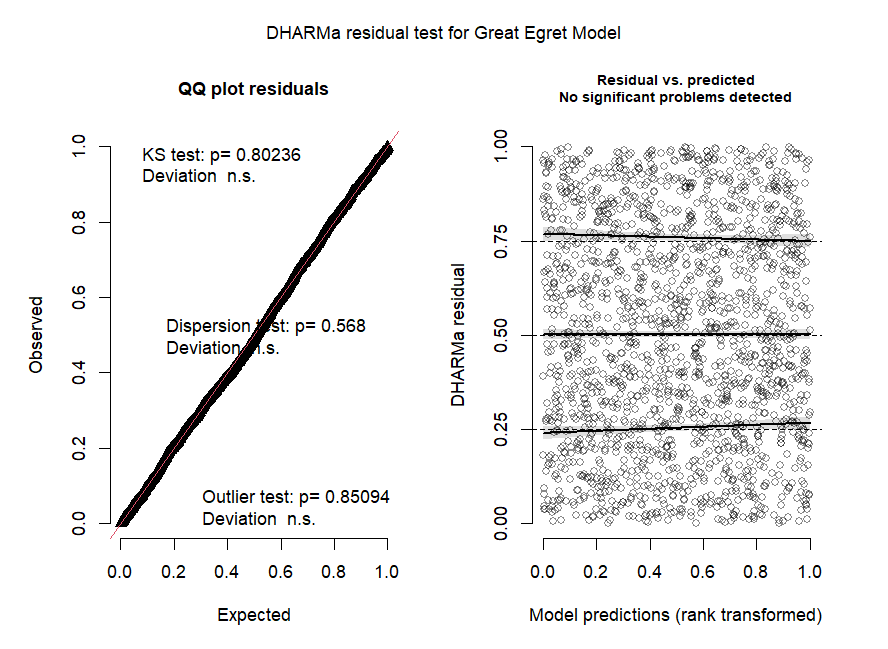 DHARMa residual test for Great Egret Model
QQ plot residuals
KS test: p= 0.80236
Deviation n.s.
Dispersion test: p= 0.568
Deviation n.s.
Outlier test: p= 0.85094
Deviation n.s.
Observed
0.0 0.2 0.4 0.6 0.8 1.0
0.0 0.2 0.4 0.6 0.8 1.0
Expected
Residual vs. predicted
No significant problems detected
DHARMa residual
0.00 0.25 0.50 0.75 1.00
0.0 0.2 0.4 0.6 0.8 1.0
Model predictions (rank transformed)